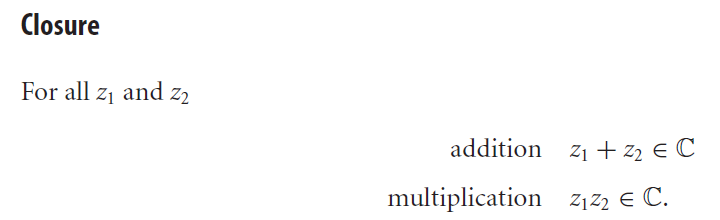 Closure
For all z₁ and z₂
addition z₁ + z₂ ∈ ℂ
multiplication z₁z₂ ∈ ℂ.